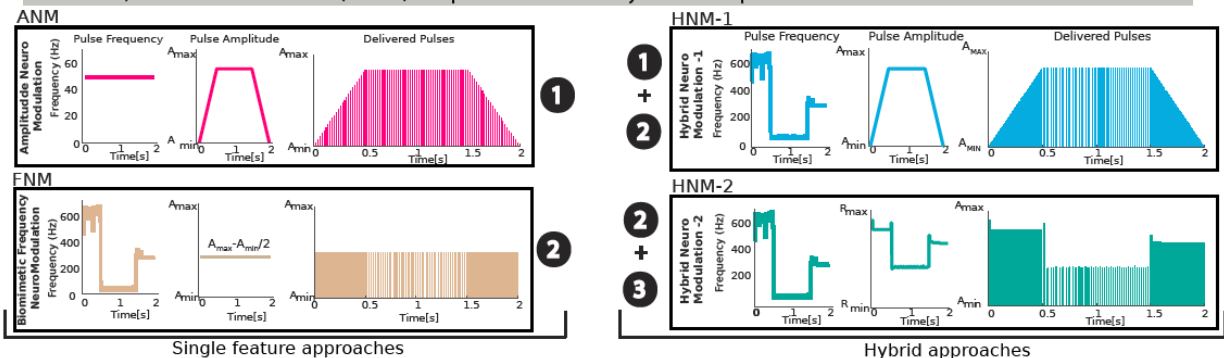 ANM
Amplitudde Neuro
Modulation
Pulse Frequency
Pulse Amplitude
Delivered Pulses
Frequency (Hz)
60
40
20
0
0 1 2
Time[s]
Amax
Amin
0 1 2
Time[s]
Amax
Amin
0 0.5 1 1.5 2
Time[s]
1
FNM
Biomimetic Frequency
NeuroModulation
Frequency (Hz)
600
400
200
0
0 1 2
Time[s]
Amax
Amax-Amin/2
Amin
0 1 2
Time[s]
Amax
Amin
0 0.5 1 1.5 2
Time[s]
2
Single feature approaches
1
+
2
HNM-1
Hybrid Neuro
Modulation -1
Pulse Frequency
Pulse Amplitude
Delivered Pulses
Frequency (Hz)
600
400
200
0
0 1 2
Time[s]
Amax
Amin
0 1 2
Time[s]
AMAX
AMIN
0 0.5 1 1.5 2
Time[s]
2
+
3
HNM-2
Hybrid Neuro
Modulation -2
Frequency (Hz)
600
400
200
0 1 2
Time[s]
Rmax
Rmin
0 1 2
Time[s]
Amax
Amin
0 0.5 1 1.5 2
Time[s]
Hybrid approaches